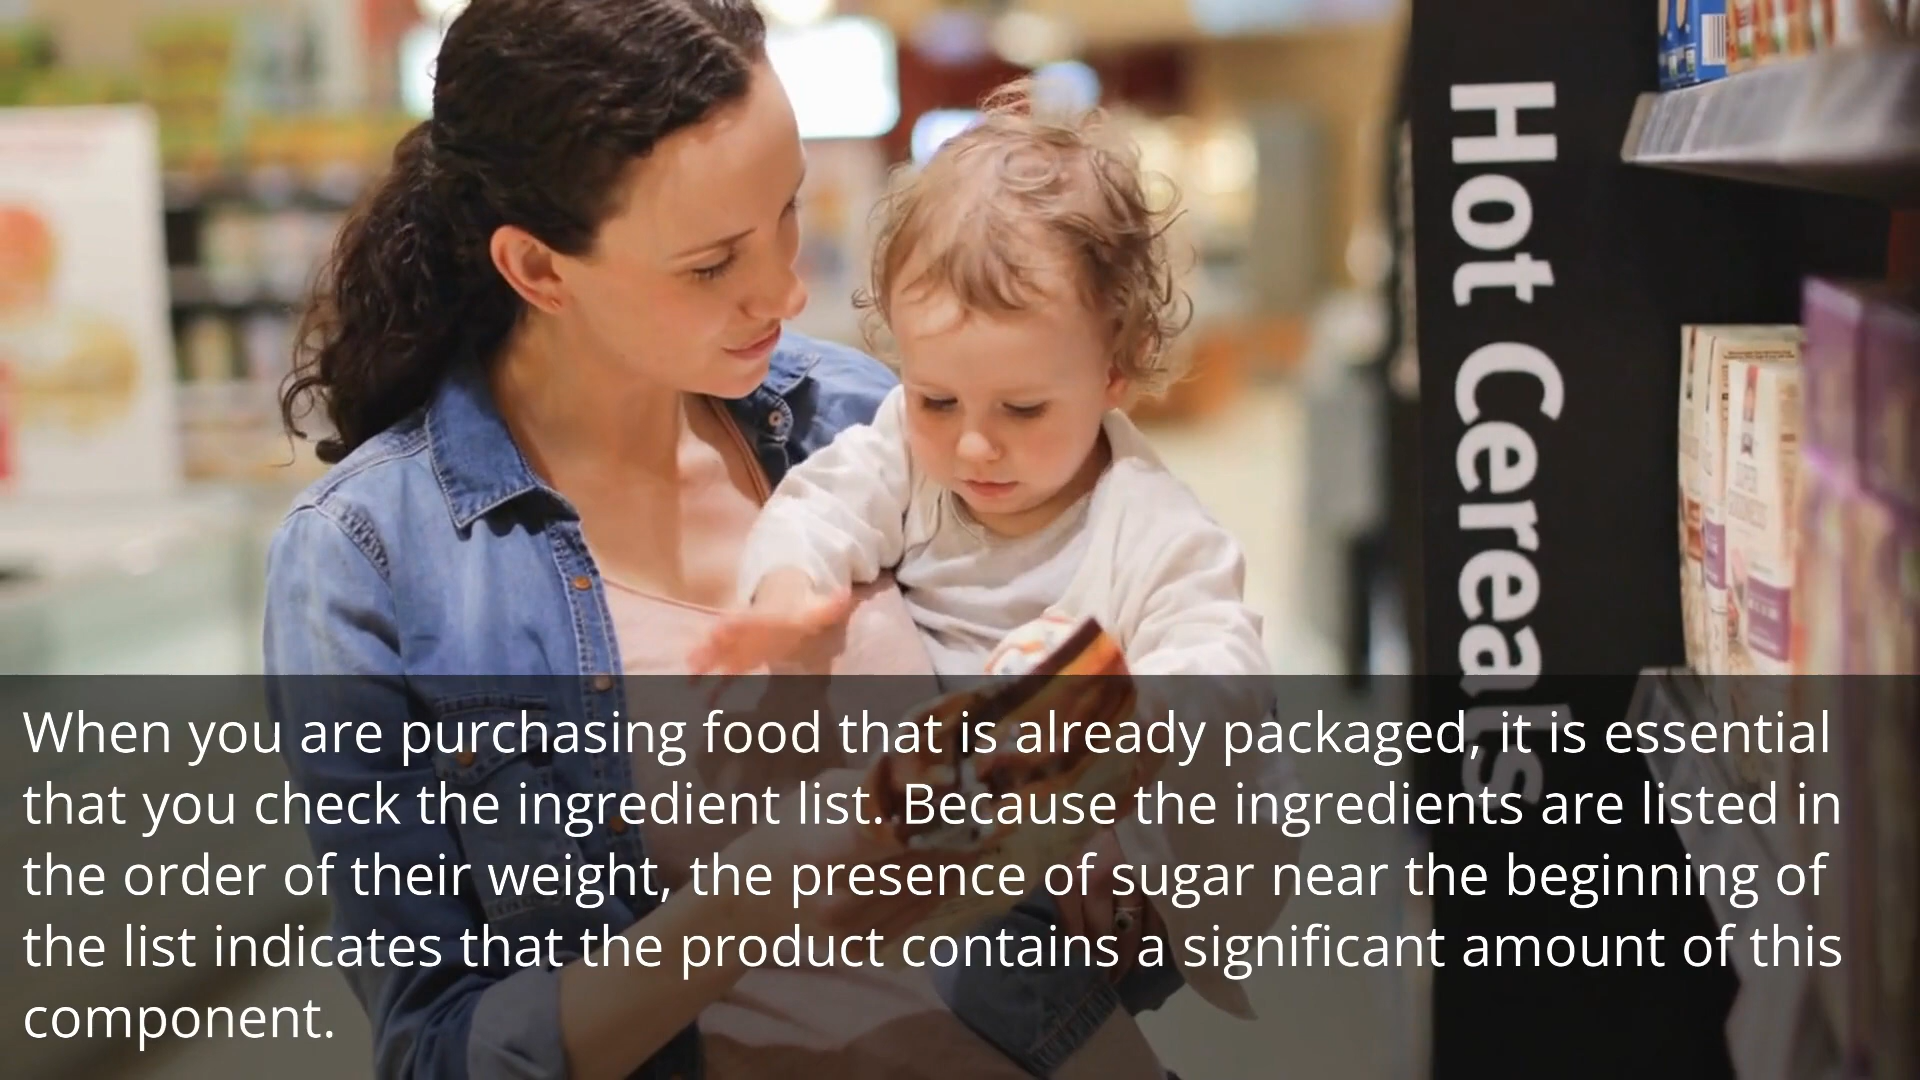 Hot Cereals
When you are purchasing food that is already packaged, it is essential
that you check the ingredient list. Because the ingredients are listed in
the order of their weight, the presence of sugar near the beginning of
the list indicates that the product contains a significant amount of this
component.